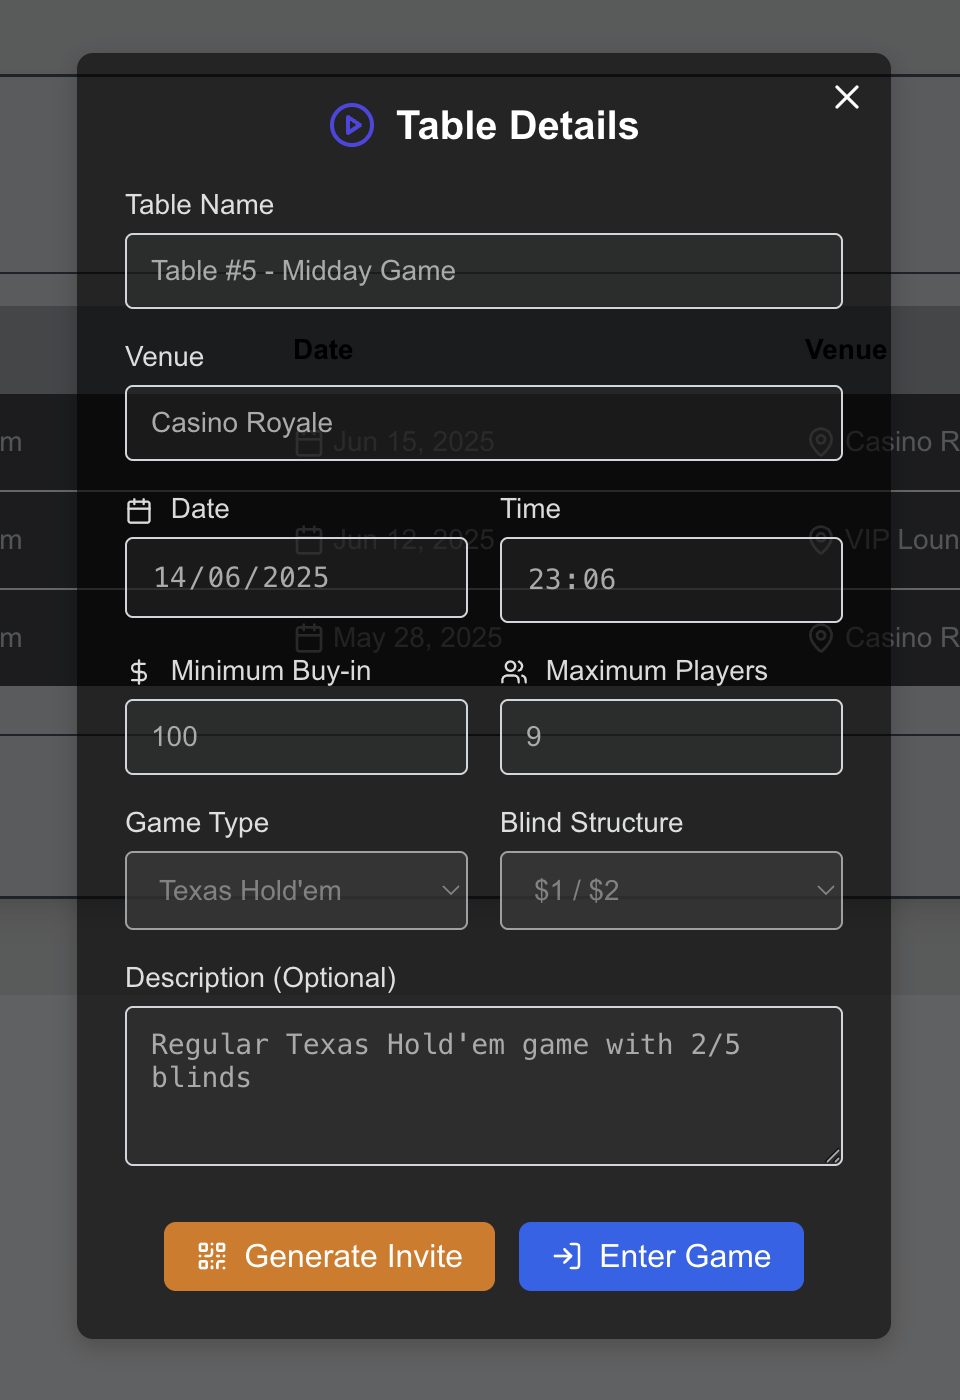 Table Details
Table Name
Table #5 - Midday Game
Venue
Date
Venue
Casino Royale
m
Jun 15, 2025
Casino R
Date
Time
m
Jun 12, 2025
VIP Loun
14/06/2025
23:06
m
May 28, 2025
Casino R
Minimum Buy-in
Maximum Players
100
9
Game Type
Blind Structure
Texas Hold'em
$1 / $2
Description (Optional)
Regular Texas Hold'em game with 2/5
blinds
Generate Invite
Enter Game